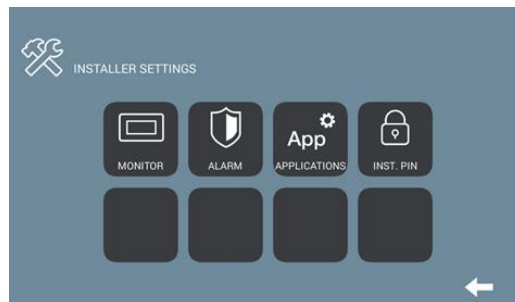 INSTALLER SETTINGS
App
MONITOR
ALARM
APPLICATIONS
INST. PIN